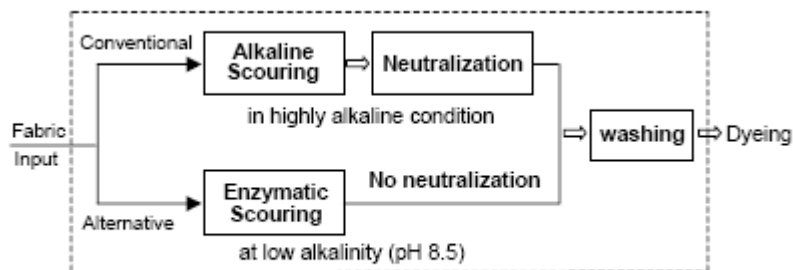 Conventional
Alkaline
Scouring
Neutralization
in highly alkaline condition
Fabric
Input
washing
Dyeing
Enzymatic
Scouring
No neutralization
Alternative
at low alkalinity (pH 8.5)